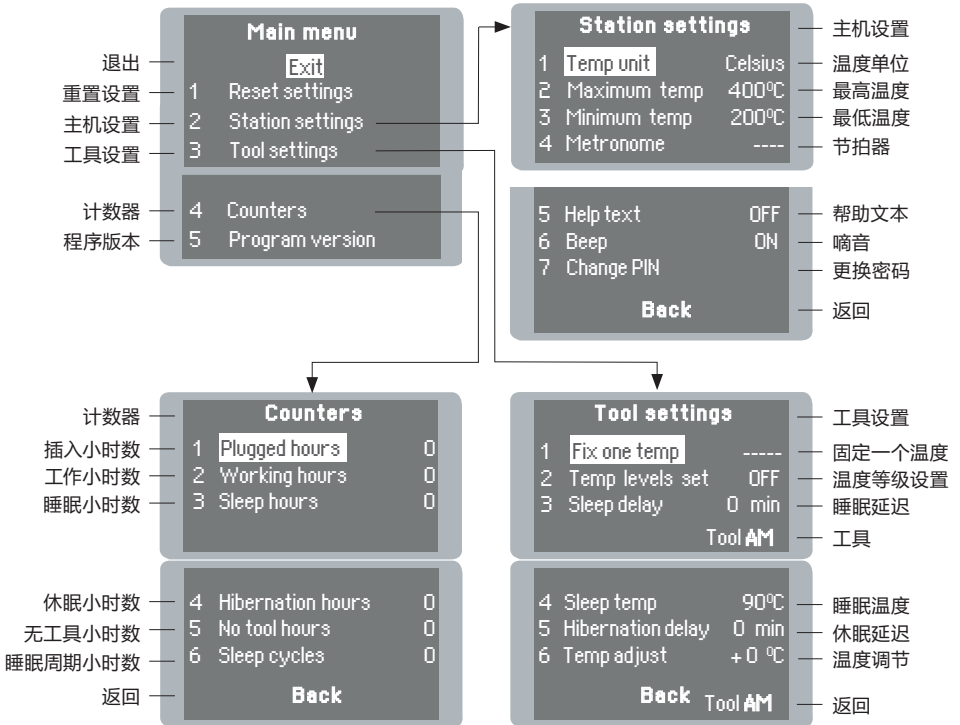 Main menu
退出 Exit
重置设置 1 Reset settings
主机设置 2 Station settings
工具设置 3 Tool settings
计数器 4 Counters
程序版本 5 Program version
Station settings 主机设置
1 Temp unit Celsius 温度单位
2 Maximum temp 400ºC 最高温度
3 Minimum temp 200ºC 最低温度
4 Metronome ---- 节拍器
5 Help text OFF 帮助文本
6 Beep ON 嘀音
7 Change PIN 更换密码
Back 返回
计数器 Counters
插入小时数 1 Plugged hours 0
工作小时数 2 Working hours 0
睡眠小时数 3 Sleep hours 0
休眠小时数 4 Hibernation hours 0
无工具小时数 5 No tool hours 0
睡眠周期小时数 6 Sleep cycles 0
返回 Back
Tool settings 工具设置
1 Fix one temp ----- 固定一个温度
2 Temp levels set OFF 温度等级设置
3 Sleep delay 0 min 睡眠延迟
Tool AM 工具
4 Sleep temp 90ºC 睡眠温度
5 Hibernation delay 0 min 休眠延迟
6 Temp adjust +0 ºC 温度调节
Back Tool AM 返回